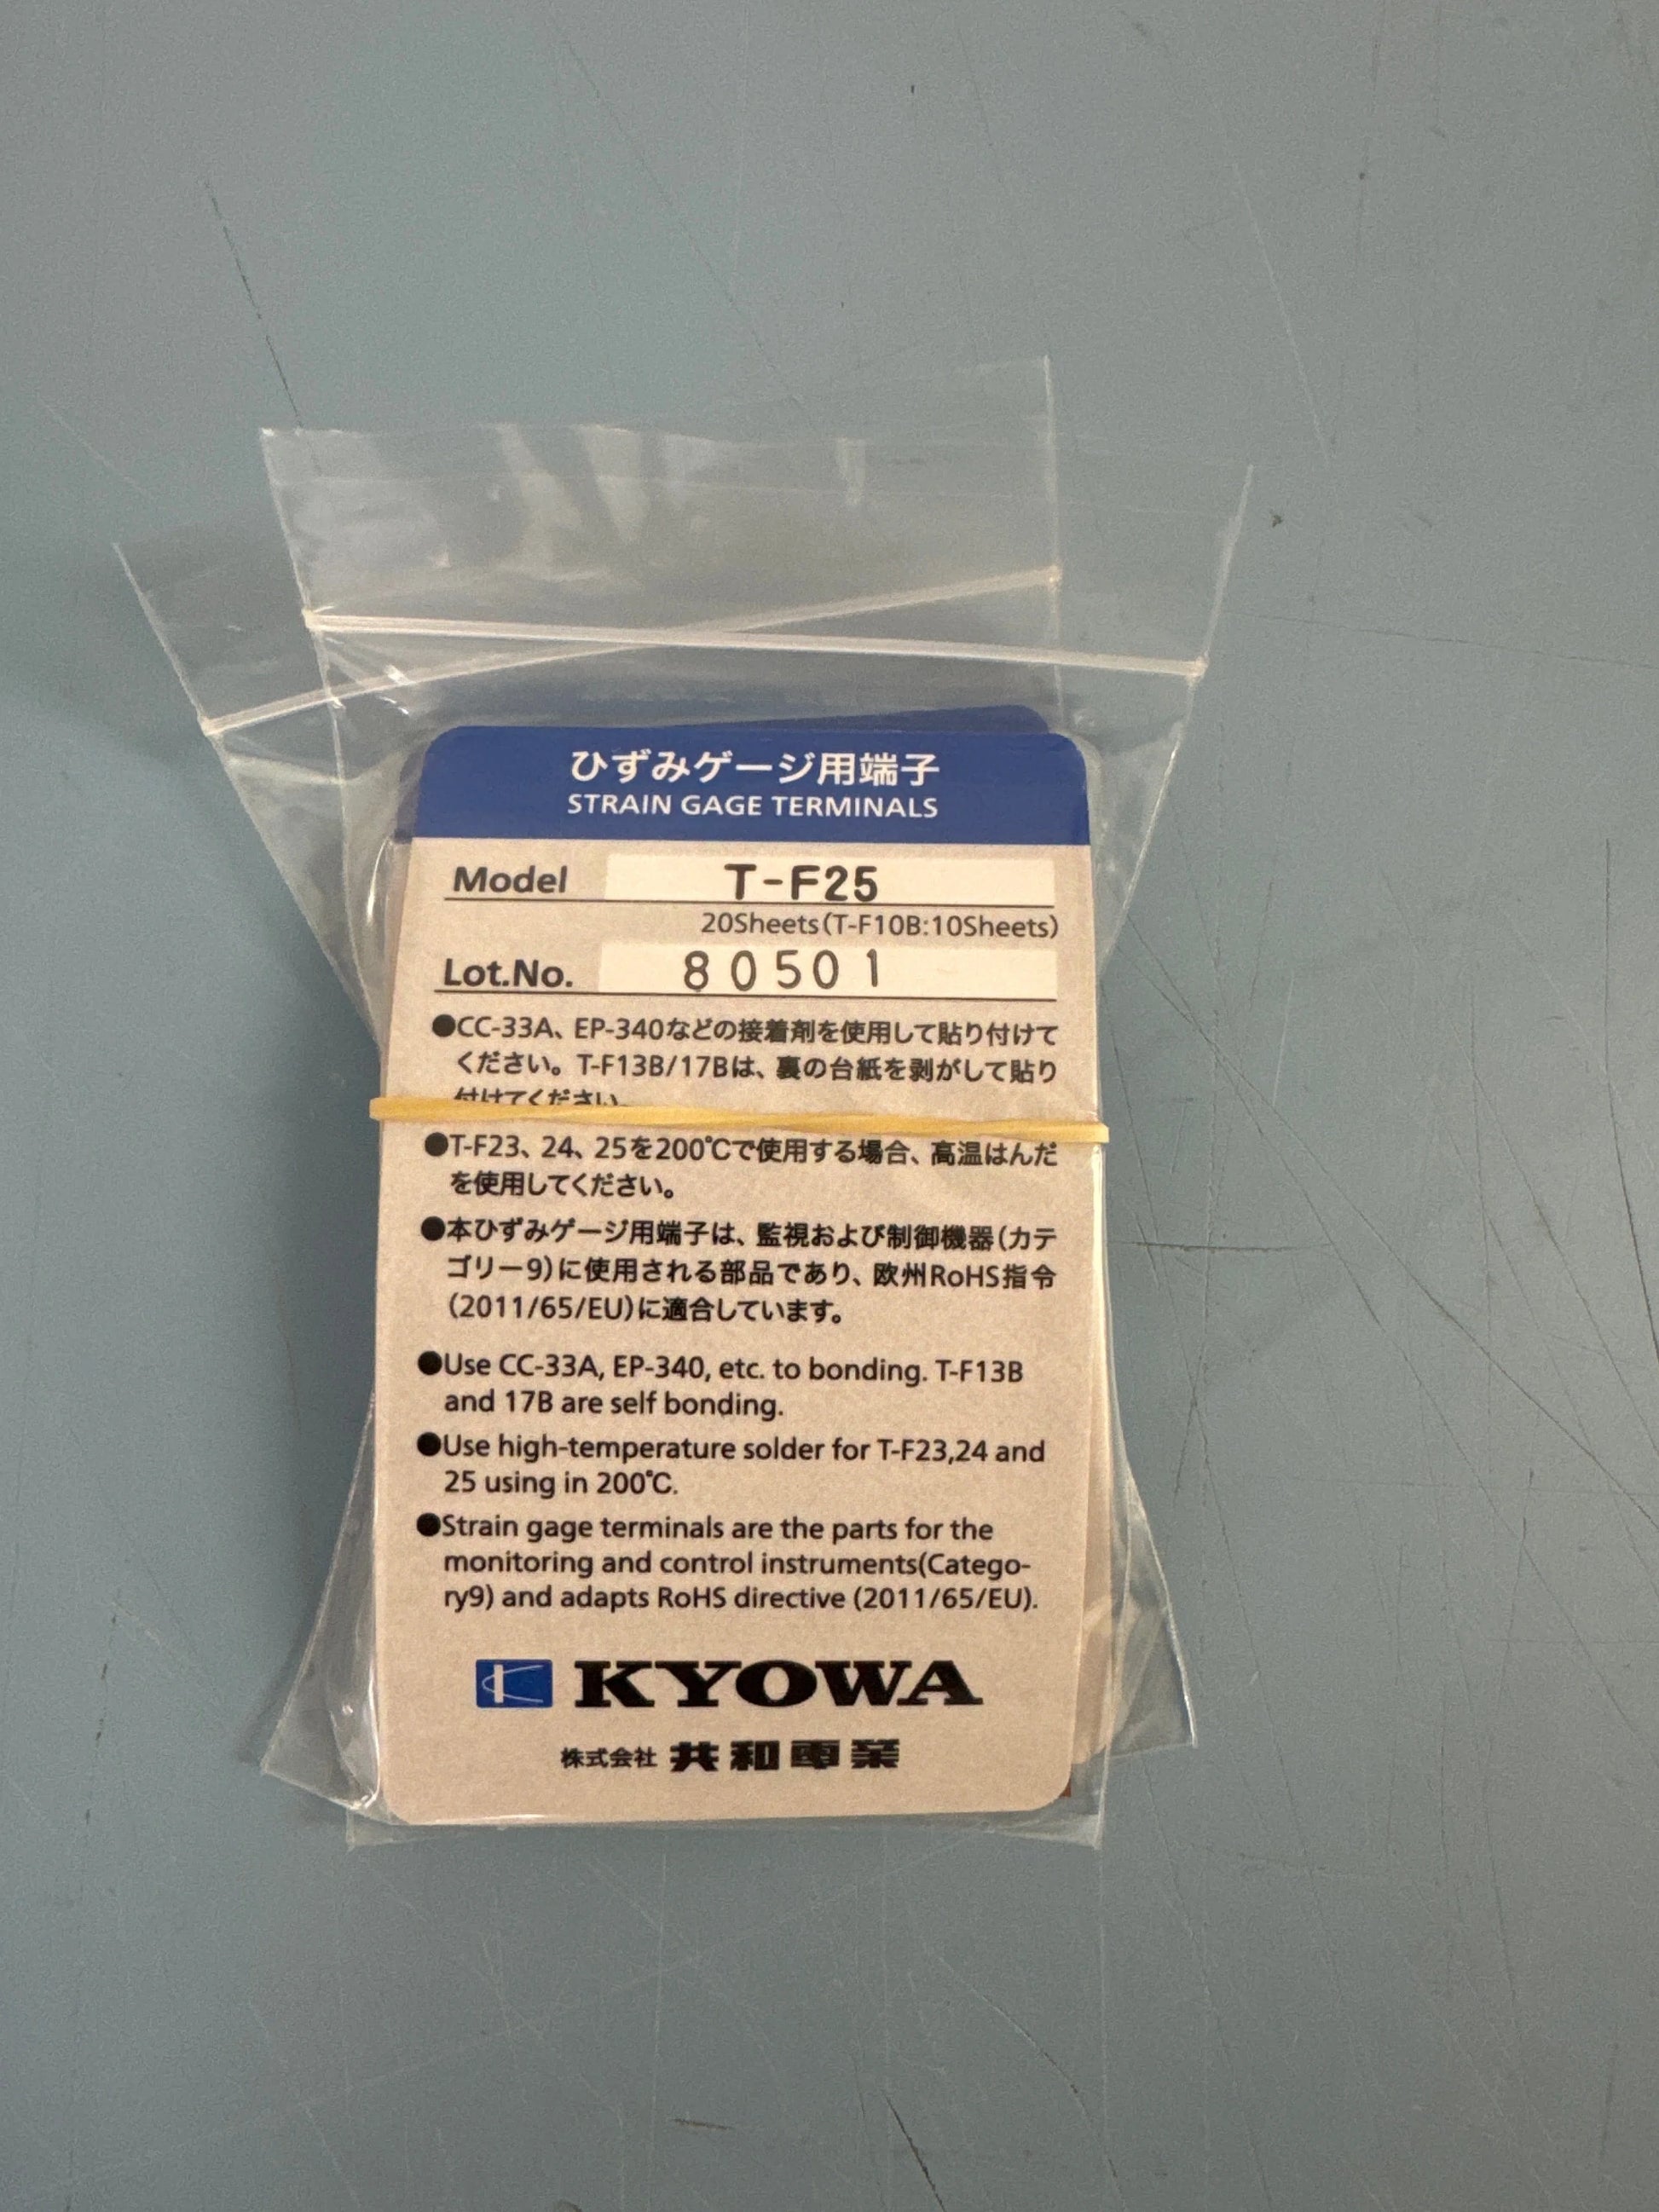 ひずみゲージ用端子
STRAIN GAGE TERMINALS
Model T-F25
20Sheets(T-F10B:10Sheets)
Lot.No. 80501
●CC-33A、EP-340などの接着剤を使用して貼り付けて
ください。T-F13B/17Bは、裏の台紙を剥がして貼り
付けてください。
●T-F23、24、25を200℃で使用する場合、高温はんだ
を使用してください。
●本ひずみゲージ用端子は、監視および制御機器(カテ
ゴリー9)に使用される部品であり、欧州RoHS指令
(2011/65/EU)に適合しています。
●Use CC-33A, EP-340, etc. to bonding. T-F13B
and 17B are self bonding.
●Use high-temperature solder for T-F23,24 and
25 using in 200℃.
●Strain gage terminals are the parts for the
monitoring and control instruments(Catego-
ry9) and adapts RoHS directive (2011/65/EU).
KYOWA
株式会社 共和電業